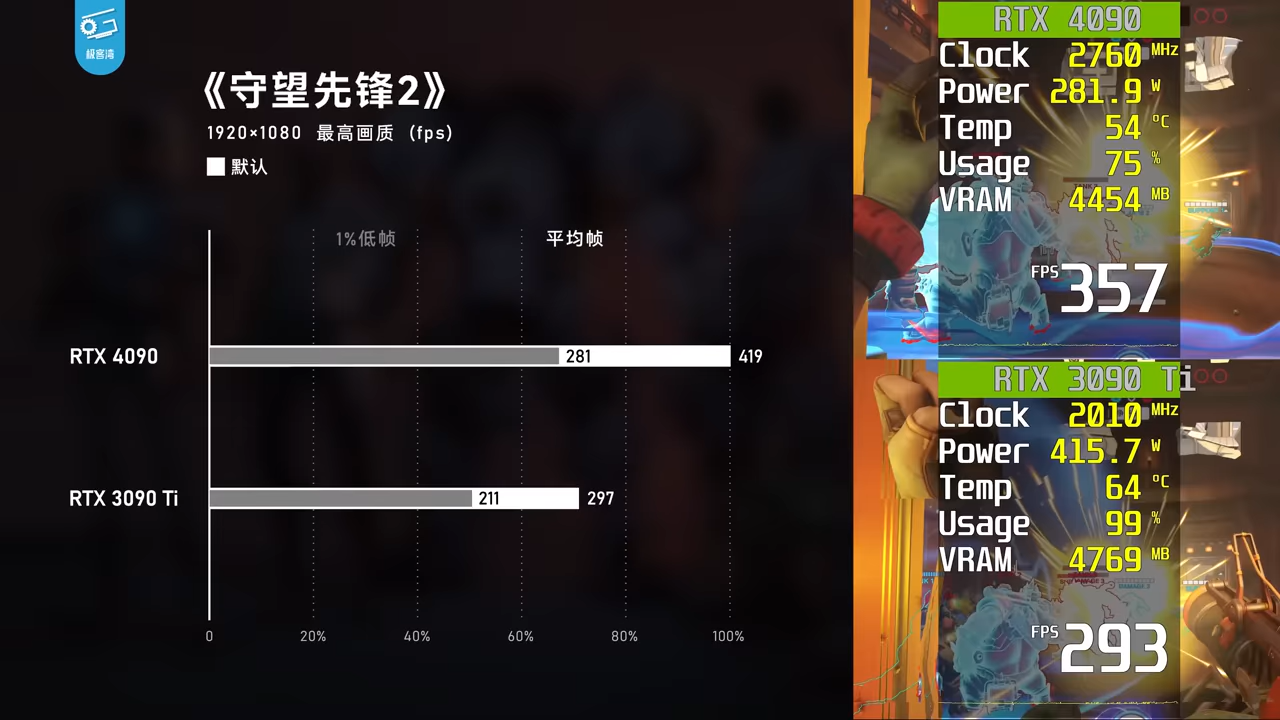 极客湾
《守望先锋2》
1920×1080 最高画质 (fps)
默认
1%低帧 平均帧
RTX 4090 281 419
RTX 3090 Ti 211 297
0 20% 40% 60% 80% 100%
RTX 4090
Clock 2760 MHz
Power 281.9 W
Temp 54 °C
Usage 75 %
VRAM 4454 MB
FPS 357
RTX 3090 Ti
Clock 2010 MHz
Power 415.7 W
Temp 64 °C
Usage 99 %
VRAM 4769 MB
FPS 293